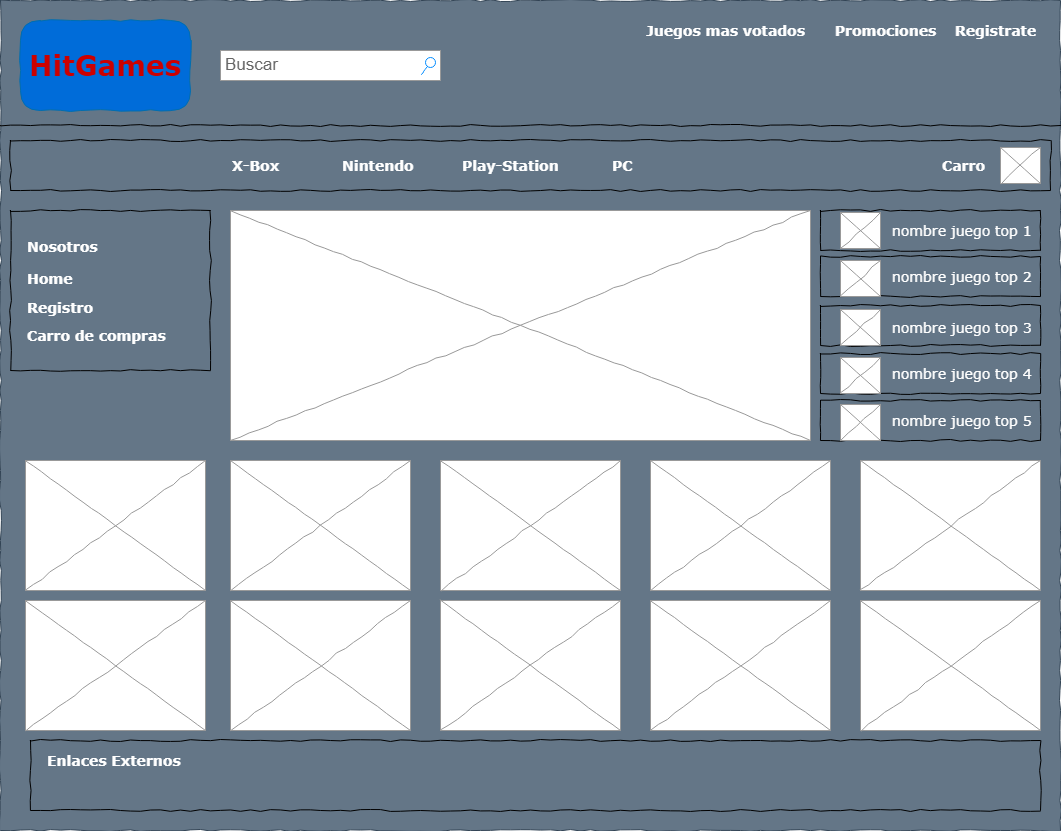 Juegos mas votados
Promociones
Registrate
HitGames
Buscar
X-Box
Nintendo
Play-Station
PC
Carro
Nosotros
Home
Registro
Carro de compras
nombre juego top 1
nombre juego top 2
nombre juego top 3
nombre juego top 4
nombre juego top 5
Enlaces Externos